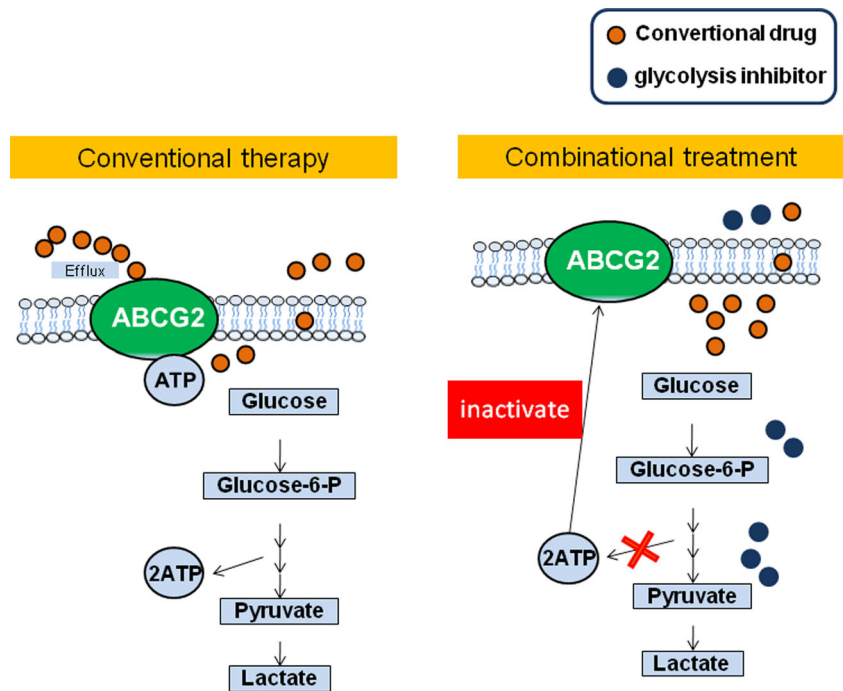 Convertional drug
glycolysis inhibitor
Conventional therapy
Efflux
ABCG2
ATP
Glucose
Glucose-6-P
2ATP
Pyruvate
Lactate
Combinational treatment
ABCG2
inactivate
Glucose
Glucose-6-P
2ATP
Pyruvate
Lactate